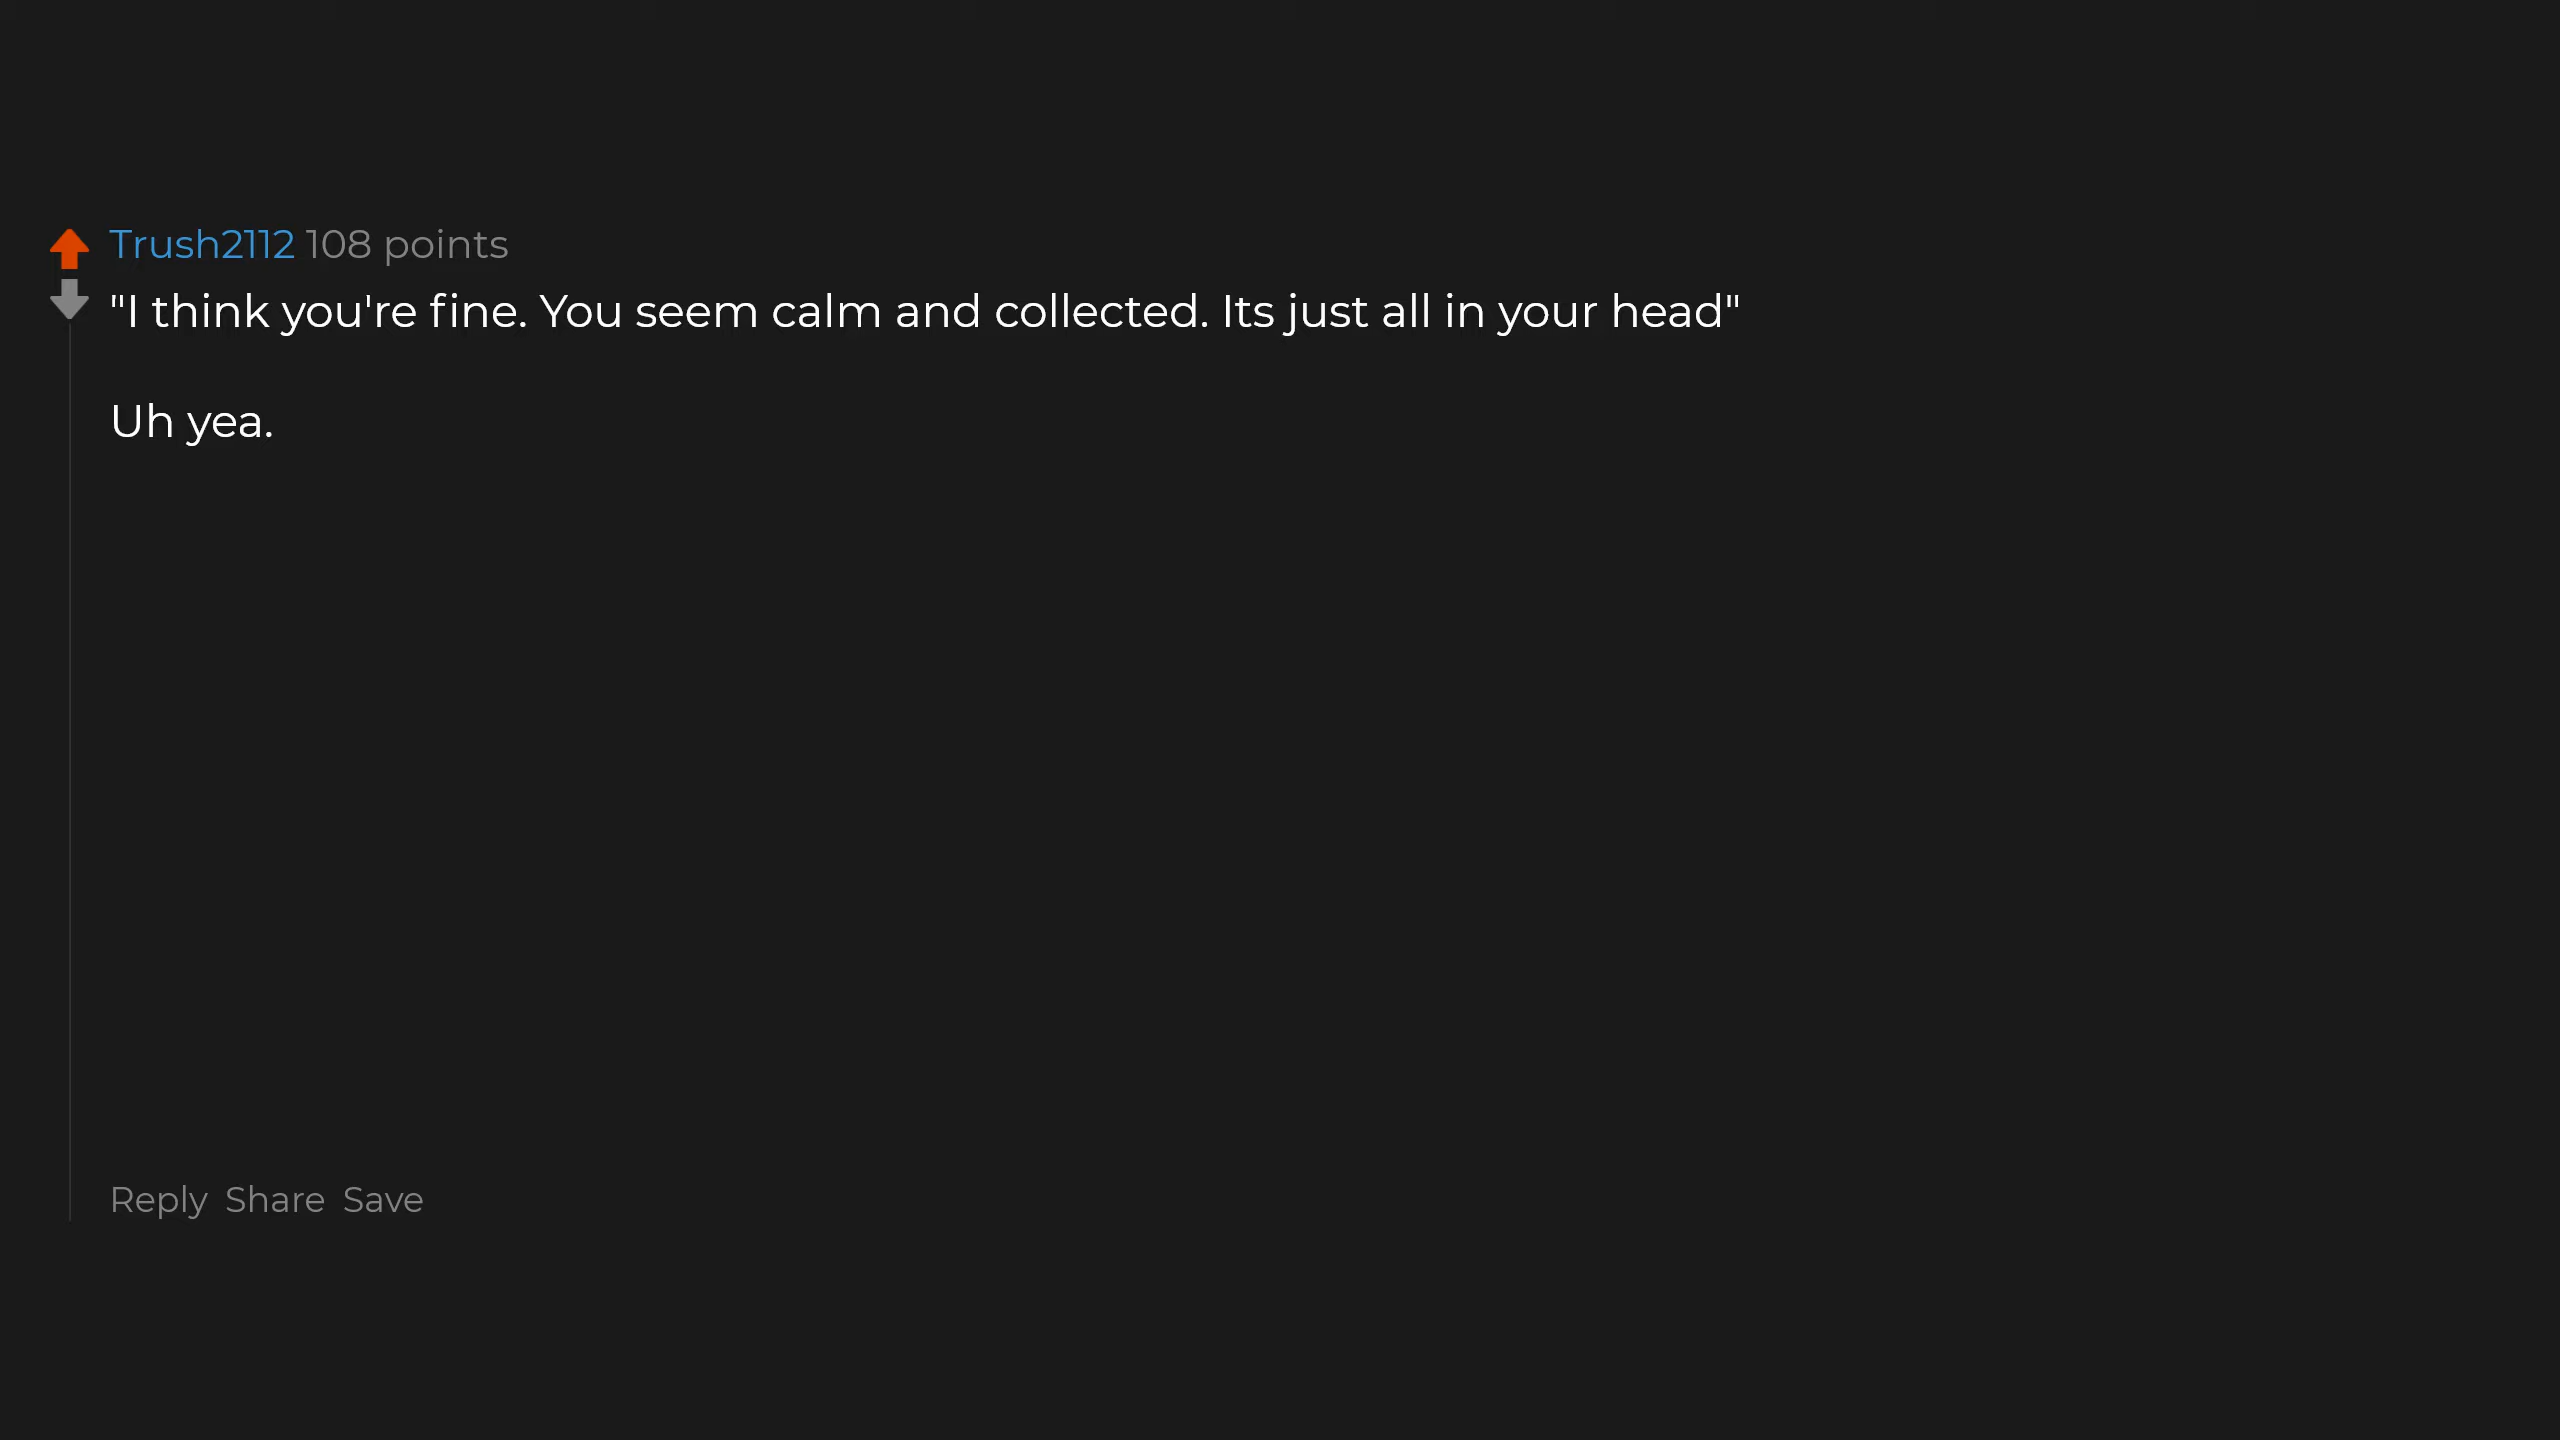 Trush2112 108 points
"I think you're fine. You seem calm and collected. Its just all in your head"
Uh yea.
Reply Share Save